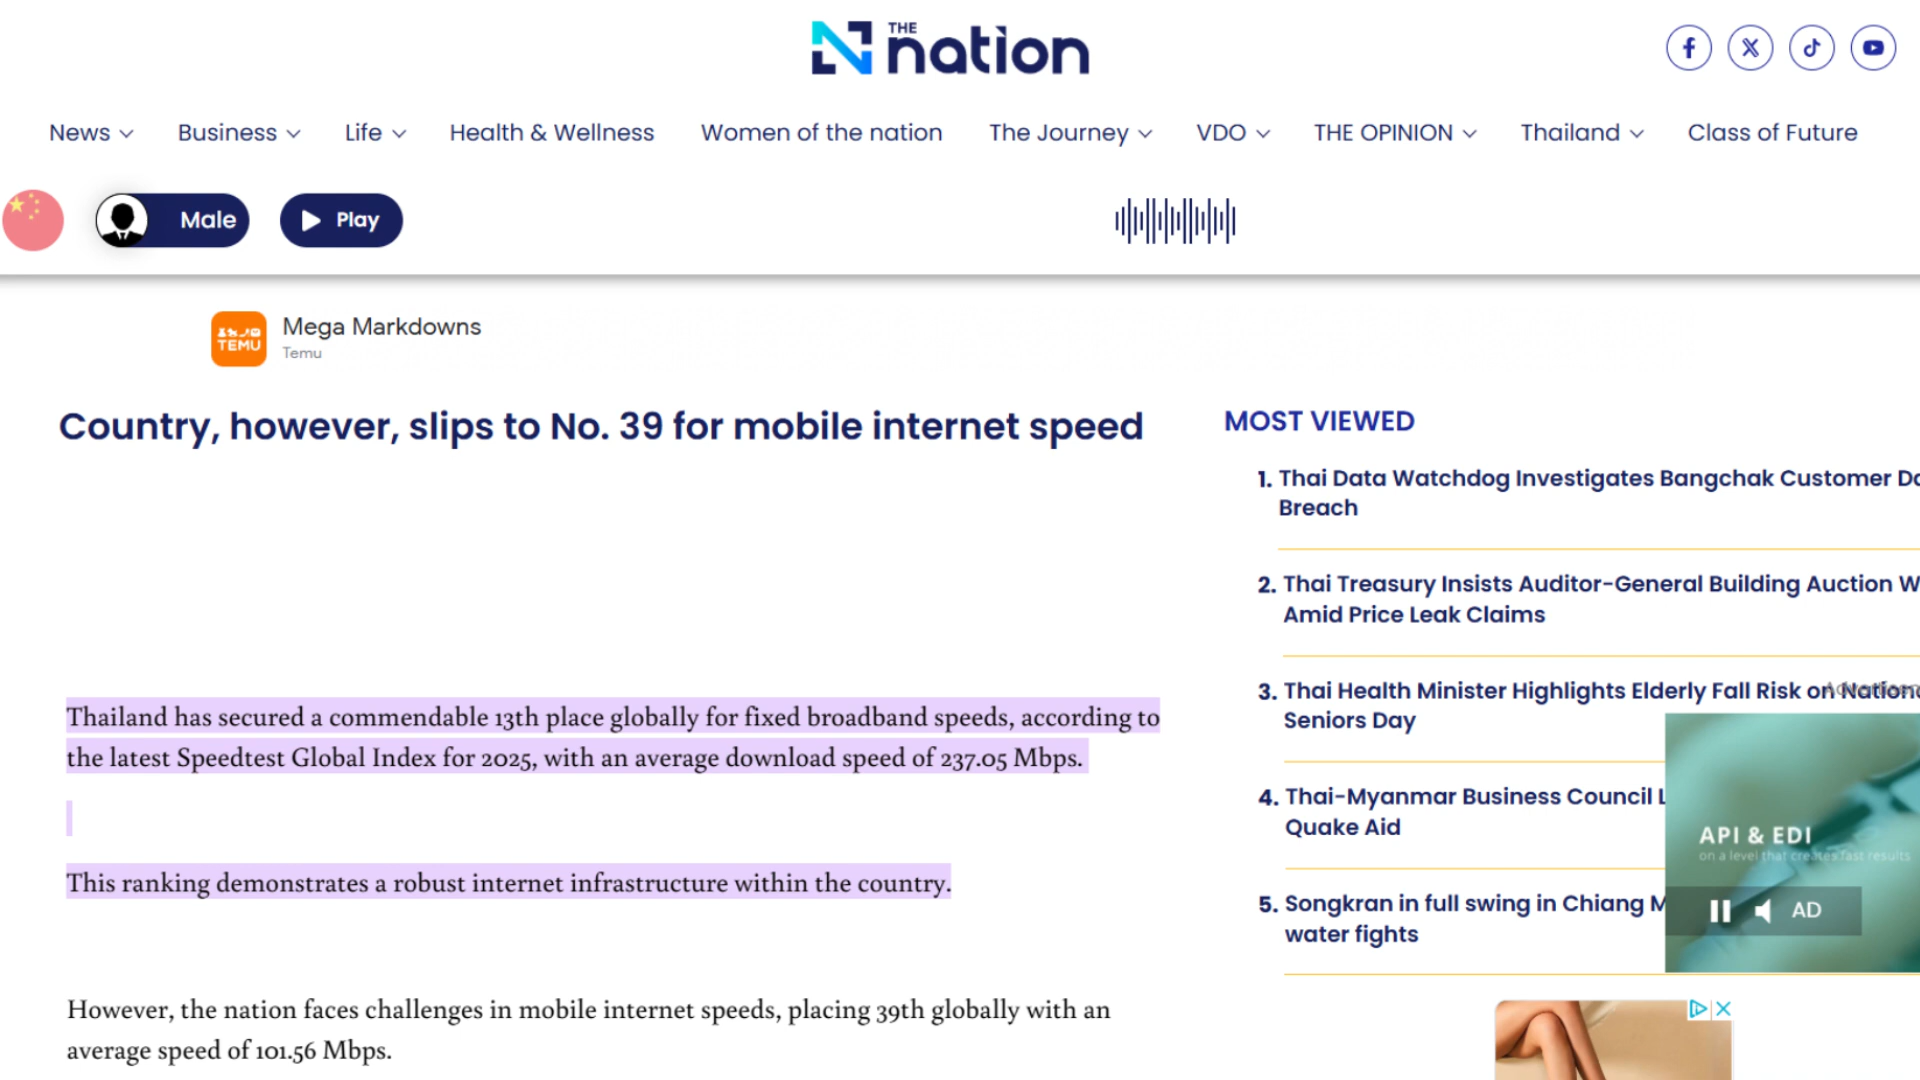 THE
nation
News
Business
Life
Health & Wellness
Women of the nation
The Journey
VDO
THE OPINION
Thailand
Class of Future
Male
Play
TEMU
Mega Markdowns
Temu
Country, however, slips to No. 39 for mobile internet speed
Thailand has secured a commendable 13th place globally for fixed broadband speeds, according to
the latest Speedtest Global Index for 2025, with an average download speed of 237.05 Mbps.
This ranking demonstrates a robust internet infrastructure within the country.
However, the nation faces challenges in mobile internet speeds, placing 39th globally with an
average speed of 101.56 Mbps.
MOST VIEWED
1. Thai Data Watchdog Investigates Bangchak Customer
Breach
2. Thai Treasury Insists Auditor-General Building Auction
Amid Price Leak Claims
3. Thai Health Minister Highlights Elderly Fall Risk on
Seniors Day
4. Thai-Myanmar Business Council
Quake Aid
5. Songkran in full swing in Chiang
water fights
API & EDI
on a level that creates fast results
AD